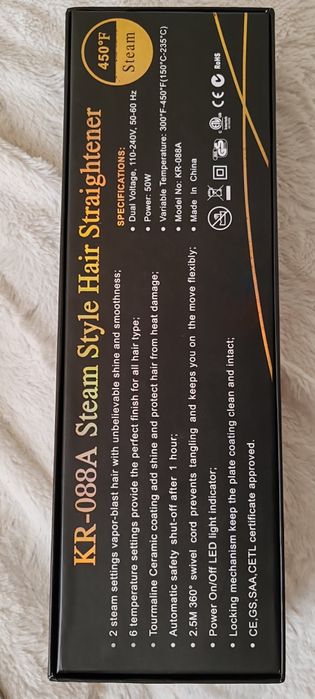 KR-088A Steam Style Hair Straightener
450°F
Steam
SPECIFICATIONS:
• Dual Voltage, 110-240V, 50-60 Hz
• Power: 50W
• Variable Temperature: 300°F-450°F(150°C-235°C)
• Model No: KR-088A
• Made In China
• 2 steam settings vapor-blast hair with unbelievable shine and smoothness;
• 6 temperature settings provide the perfect finish for all hair type;
• Tourmaline Ceramic coating add shine and protect hair from heat damage;
• Automatic safety shut-off after 1 hour;
• 2.5M 360° swivel cord prevents tangling and keeps you on the move flexibly;
• Power On/Off LED light indicator;
• Locking mechanism keep the plate coating clean and intact;
• CE,GS,SAA,CETL certificate approved.
CE
RoHS